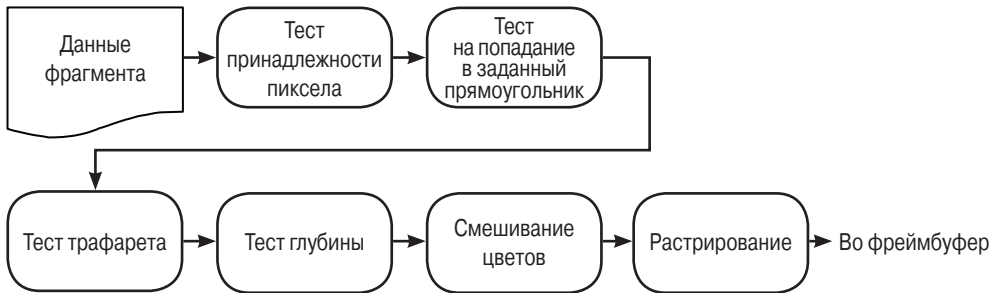 Данные
фрагмента
Тест
принадлежности
пиксела
Тест
на попадание
в заданный
прямоугольник
Тест трафарета
Тест глубины
Смешивание
цветов
Растрирование
Во фреймбуфер